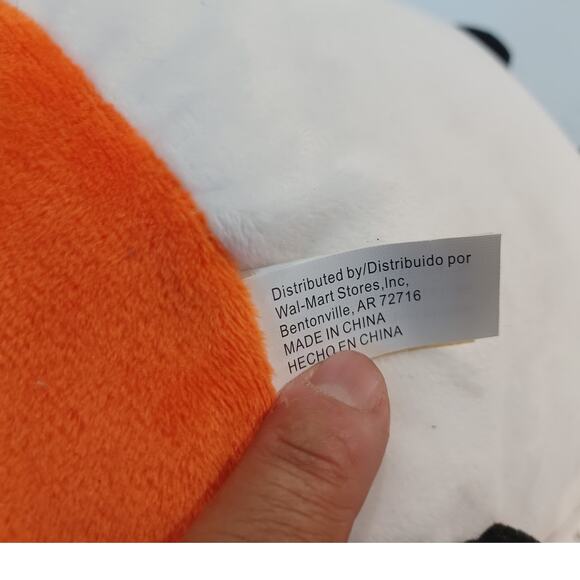 Distributed by/Distribuido por
Wal-Mart Stores,Inc,
Bentonville, AR 72716
MADE IN CHINA
HECHO EN CHINA